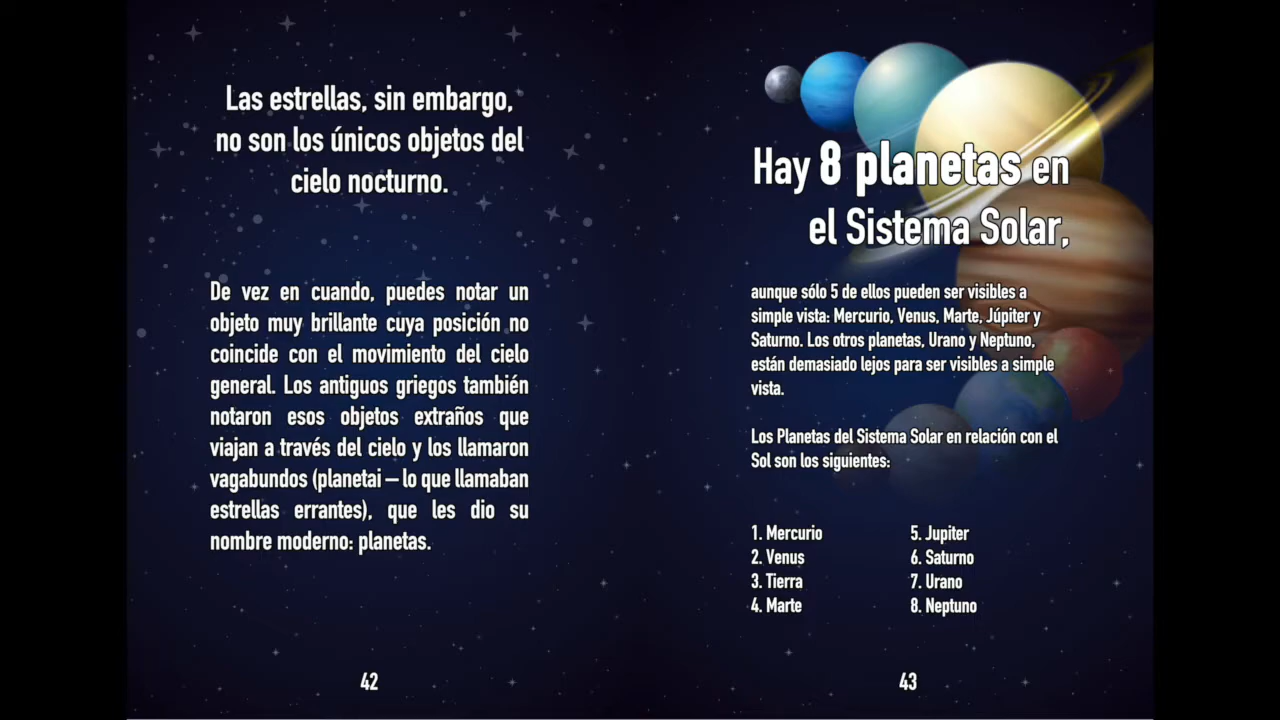 Las estrellas, sin embargo,
no son los únicos objetos del
cielo nocturno.
De vez en cuando, puedes notar un
objeto muy brillante cuya posición no
coincide con el movimiento del cielo
general. Los antiguos griegos también
notaron esos objetos extraños que
viajan a través del cielo y los llamaron
vagabundos (planetai – lo que llamaban
estrellas errantes), que les dio su
nombre moderno: planetas.
42
Hay 8 planetas en
el Sistema Solar,
aunque sólo 5 de ellos pueden ser visibles a
simple vista: Mercurio, Venus, Marte, Júpiter y
Saturno. Los otros planetas, Urano y Neptuno,
están demasiado lejos para ser visibles a simple
vista.
Los Planetas del Sistema Solar en relación con el
Sol son los siguientes:
1. Mercurio
2. Venus
3. Tierra
4. Marte
5. Jupiter
6. Saturno
7. Urano
8. Neptuno
43